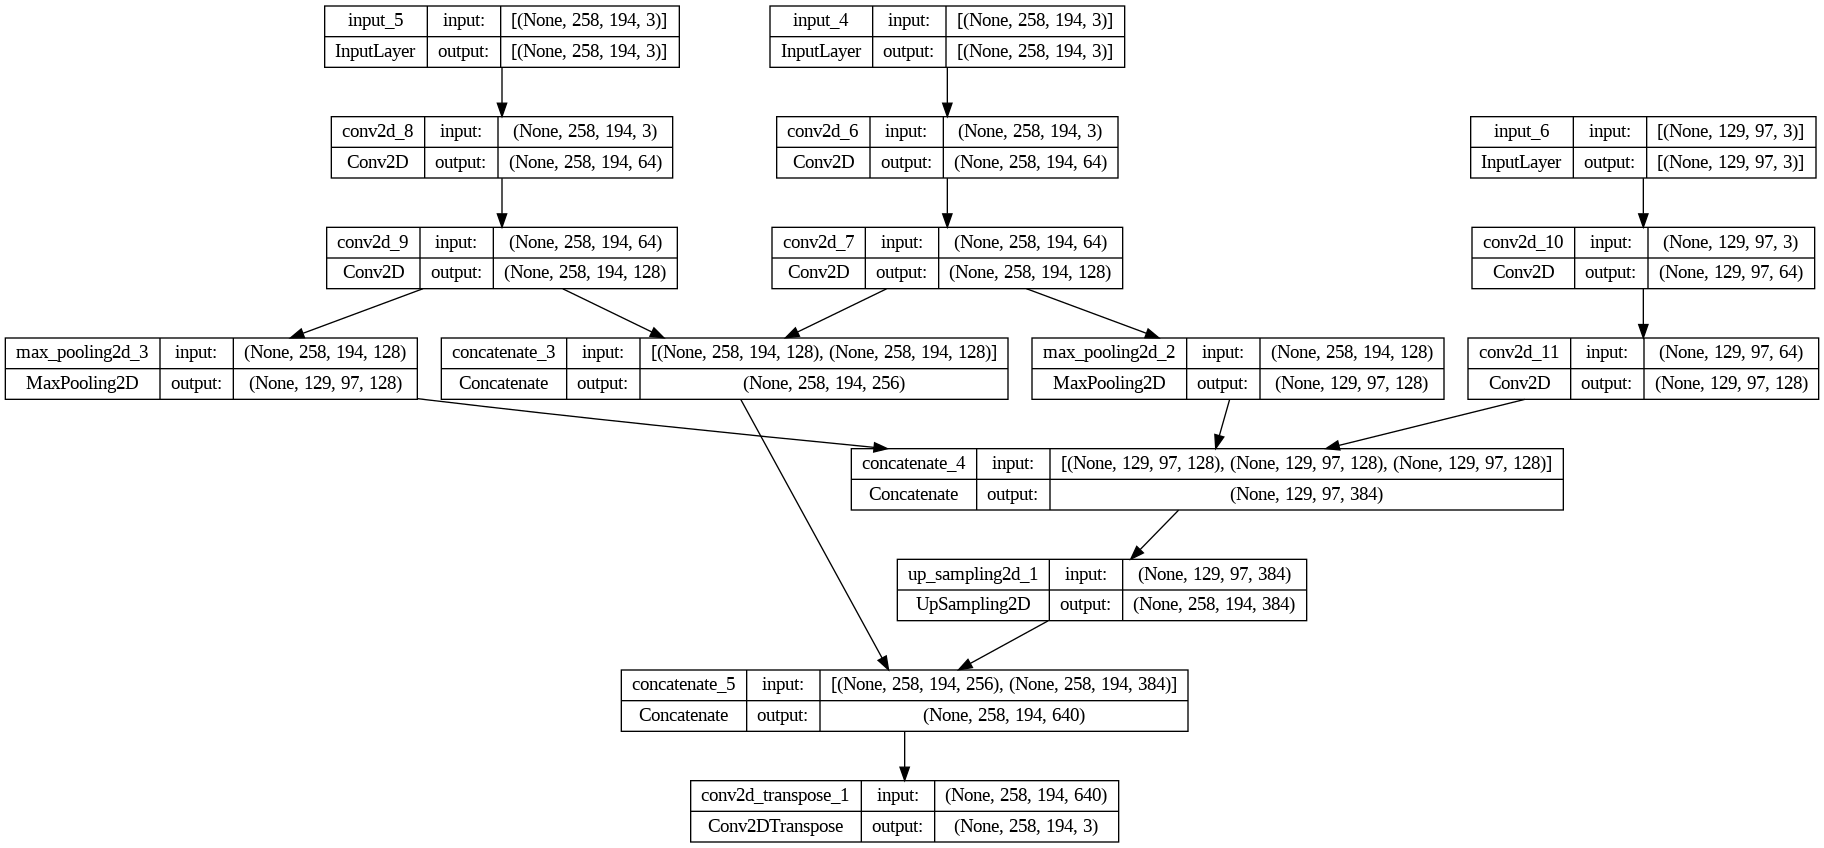 input_5 input: [(None, 258, 194, 3)]
InputLayer output: [(None, 258, 194, 3)]
input_4 input: [(None, 258, 194, 3)]
InputLayer output: [(None, 258, 194, 3)]
conv2d_8 input: (None, 258, 194, 3)
Conv2D output: (None, 258, 194, 64)
conv2d_6 input: (None, 258, 194, 3)
Conv2D output: (None, 258, 194, 64)
input_6 input: [(None, 129, 97, 3)]
InputLayer output: [(None, 129, 97, 3)]
conv2d_9 input: (None, 258, 194, 64)
Conv2D output: (None, 258, 194, 128)
conv2d_7 input: (None, 258, 194, 64)
Conv2D output: (None, 258, 194, 128)
conv2d_10 input: (None, 129, 97, 3)
Conv2D output: (None, 129, 97, 64)
max_pooling2d_3 input: (None, 258, 194, 128)
MaxPooling2D output: (None, 129, 97, 128)
concatenate_3 input: [(None, 258, 194, 128), (None, 258, 194, 128)]
Concatenate output: (None, 258, 194, 256)
max_pooling2d_2 input: (None, 258, 194, 128)
MaxPooling2D output: (None, 129, 97, 128)
conv2d_11 input: (None, 129, 97, 64)
Conv2D output: (None, 129, 97, 128)
concatenate_4 input: [(None, 129, 97, 128), (None, 129, 97, 128), (None, 129, 97, 128)]
Concatenate output: (None, 129, 97, 384)
up_sampling2d_1 input: (None, 129, 97, 384)
UpSampling2D output: (None, 258, 194, 384)
concatenate_5 input: [(None, 258, 194, 256), (None, 258, 194, 384)]
Concatenate output: (None, 258, 194, 640)
conv2d_transpose_1 input: (None, 258, 194, 640)
Conv2DTranspose output: (None, 258, 194, 3)